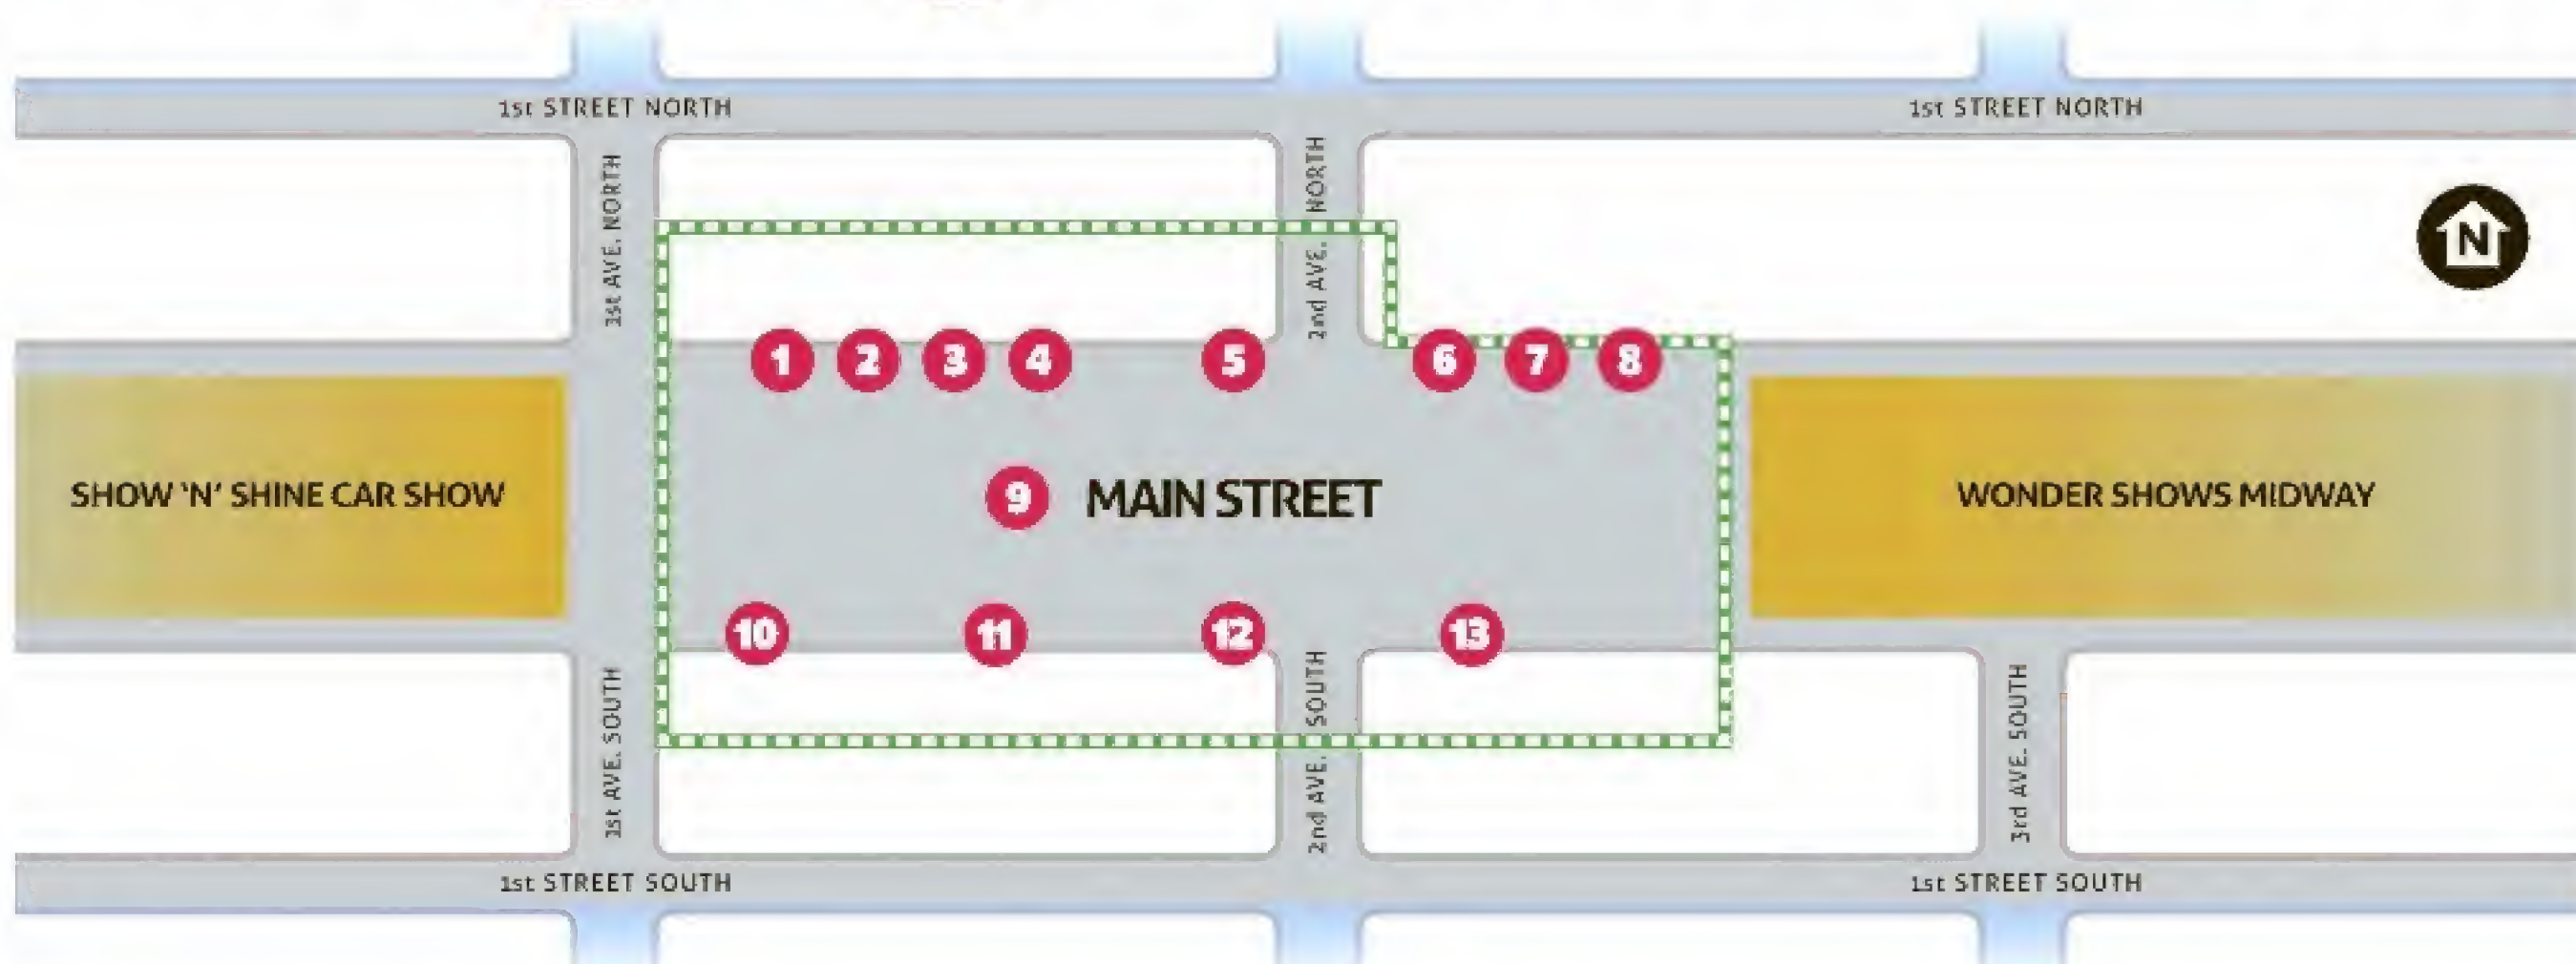 1st STREET NORTH
1st STREET NORTH
1st AVE. NORTH
2nd AVE. NORTH
N
1
2
3
4
5
6
7
8
SHOW ‘N’ SHINE CAR SHOW
9
MAIN STREET
WONDER SHOWS MIDWAY
10
11
12
13
1st AVE. SOUTH
2nd AVE. SOUTH
3rd AVE. SOUTH
1st STREET SOUTH
1st STREET SOUTH